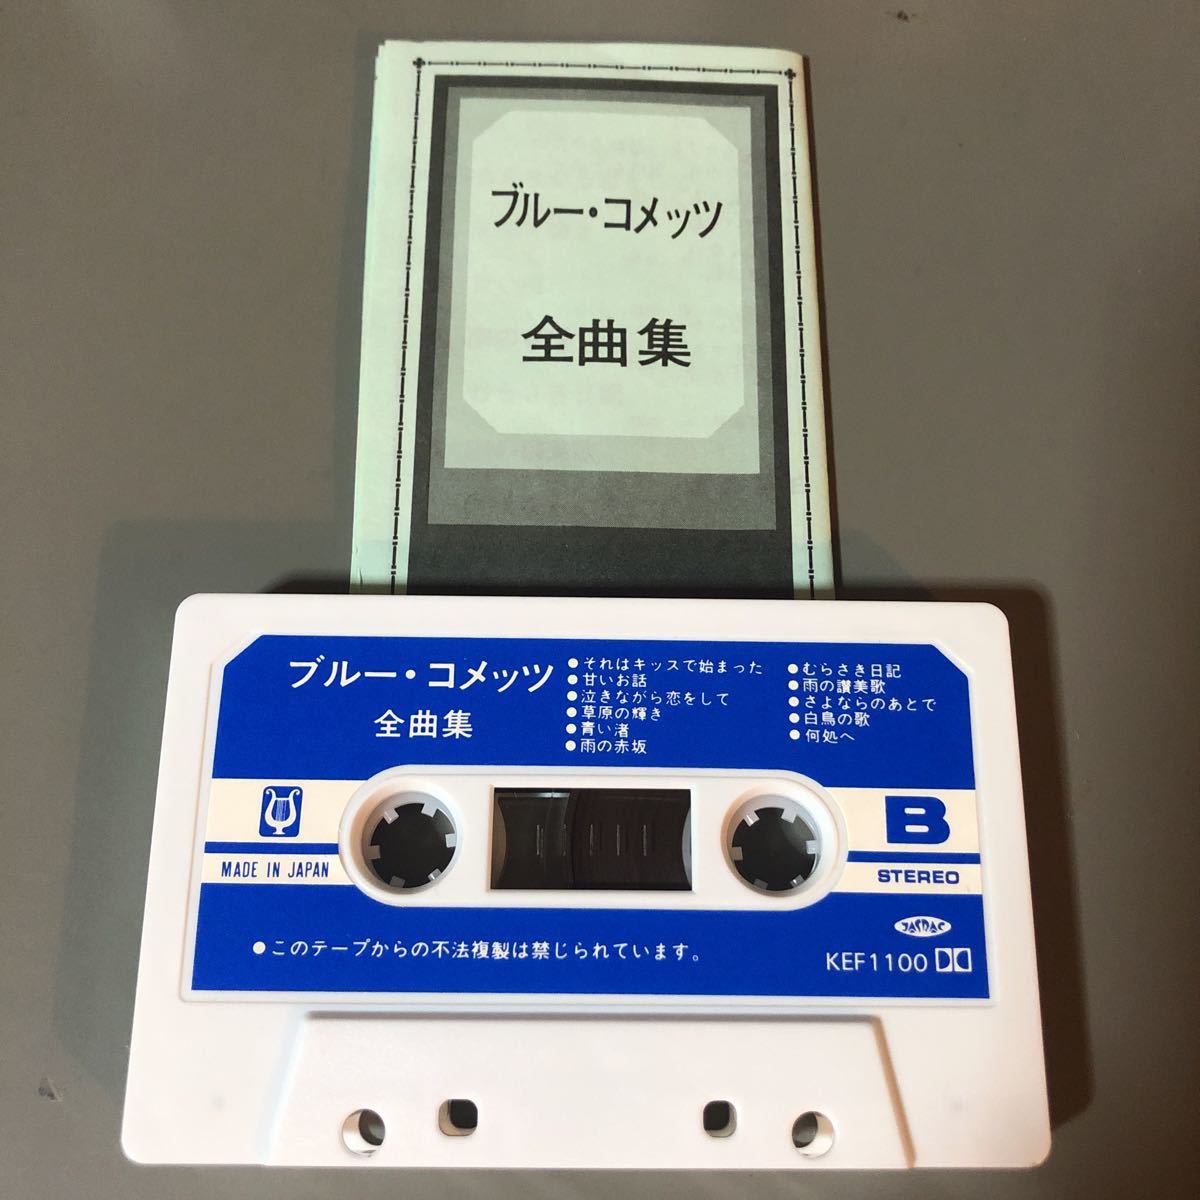 ブルー・コメッツ
全曲集
ブルー・コメッツ
全曲集
●それはキッスで始まった
●甘いお話
●泣きながら恋をして
●草原の輝き
●青い渚
●雨の赤坂
●むらさき日記
●雨の讃美歌
●さよならのあとで
●白鳥の歌
●何処へ
MADE IN JAPAN
B
STEREO
JASRAC
●このテープからの不法複製は禁じられています。
KEF1100